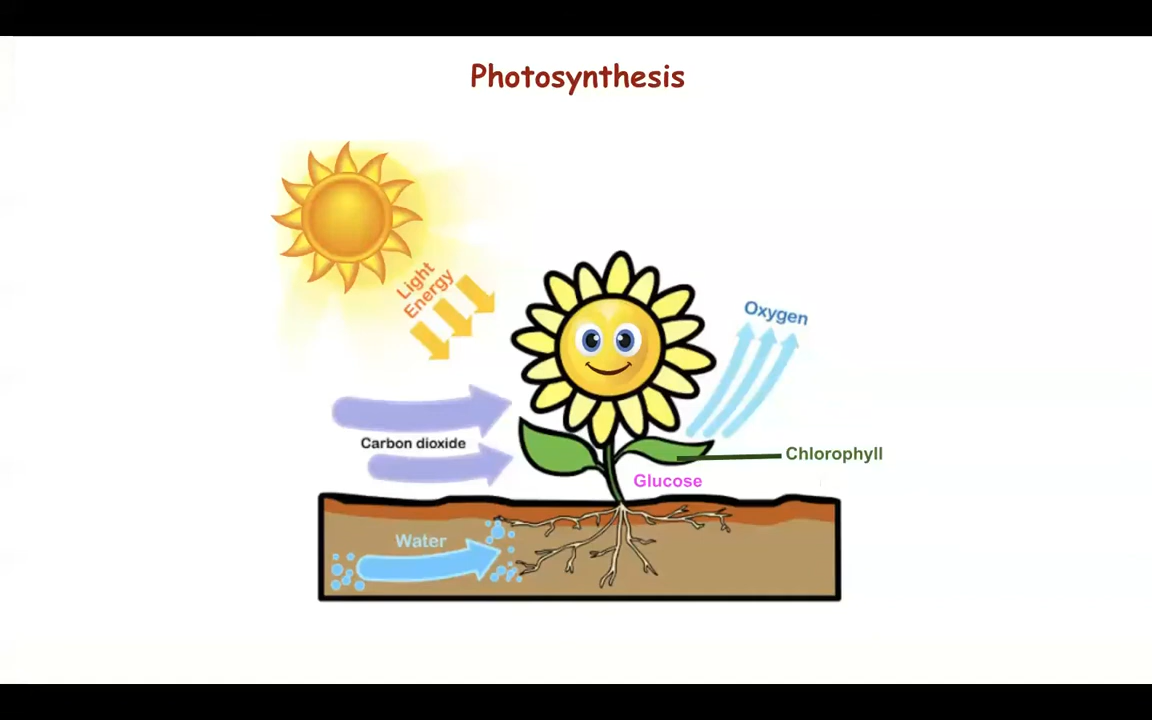 Photosynthesis
Light
Energy
Oxygen
Carbon dioxide
Chlorophyll
Glucose
Water